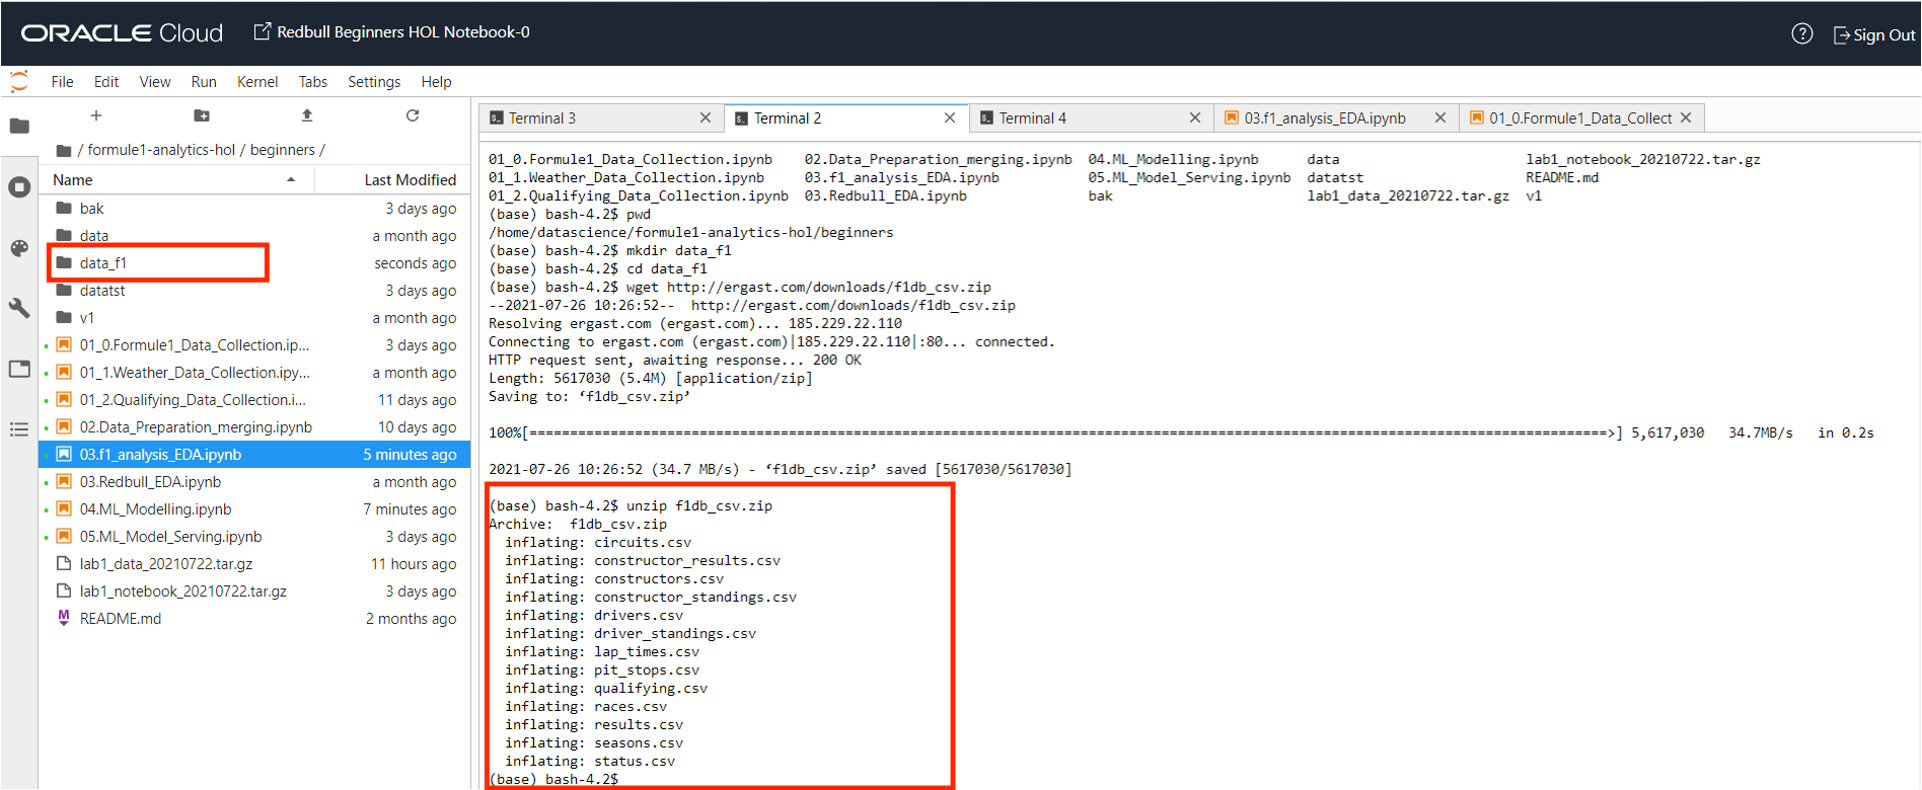 ORACLE Cloud Redbull Beginners HOL Notebook-0 Sign Out
File Edit View Run Kernel Tabs Settings Help
/ formule1-analytics-hol / beginners /
Name Last Modified
bak 3 days ago
data a month ago
data_f1 seconds ago
datatst 3 days ago
v1 a month ago
01_0.Formule1_Data_Collection.ip... 3 days ago
01_1.Weather_Data_Collection.ipy... a month ago
01_2.Qualifying_Data_Collection.i... 11 days ago
02.Data_Preparation_merging.ipynb 10 days ago
03.f1_analysis_EDA.ipynb 5 minutes ago
03.Redbull_EDA.ipynb a month ago
04.ML_Modelling.ipynb 7 minutes ago
05.ML_Model_Serving.ipynb 3 days ago
lab1_data_20210722.tar.gz 11 hours ago
lab1_notebook_20210722.tar.gz 3 days ago
README.md 2 months ago
Terminal 3 Terminal 2 Terminal 4 03.f1_analysis_EDA.ipynb 01_0.Formule1_Data_Collect
01_0.Formule1_Data_Collection.ipynb 02.Data_Preparation_merging.ipynb 04.ML_Modelling.ipynb data lab1_notebook_20210722.tar.gz
01_1.Weather_Data_Collection.ipynb 03.f1_analysis_EDA.ipynb 05.ML_Model_Serving.ipynb datatst README.md
01_2.Qualifying_Data_Collection.ipynb 03.Redbull_EDA.ipynb bak lab1_data_20210722.tar.gz v1
(base) bash-4.2$ pwd
/home/datascience/formule1-analytics-hol/beginners
(base) bash-4.2$ mkdir data_f1
(base) bash-4.2$ cd data_f1
(base) bash-4.2$ wget http://ergast.com/downloads/f1db_csv.zip
--2021-07-26 10:26:52-- http://ergast.com/downloads/f1db_csv.zip
Resolving ergast.com (ergast.com)... 185.229.22.110
Connecting to ergast.com (ergast.com)|185.229.22.110|:80... connected.
HTTP request sent, awaiting response... 200 OK
Length: 5617030 (5.4M) [application/zip]
Saving to: ‘f1db_csv.zip’
100%[=====================================================================================================================================>] 5,617,030 34.7MB/s in 0.2s
2021-07-26 10:26:52 (34.7 MB/s) - ‘f1db_csv.zip’ saved [5617030/5617030]
(base) bash-4.2$ unzip f1db_csv.zip
Archive: f1db_csv.zip
inflating: circuits.csv
inflating: constructor_results.csv
inflating: constructors.csv
inflating: constructor_standings.csv
inflating: drivers.csv
inflating: driver_standings.csv
inflating: lap_times.csv
inflating: pit_stops.csv
inflating: qualifying.csv
inflating: races.csv
inflating: results.csv
inflating: seasons.csv
inflating: status.csv
(base) bash-4.2$